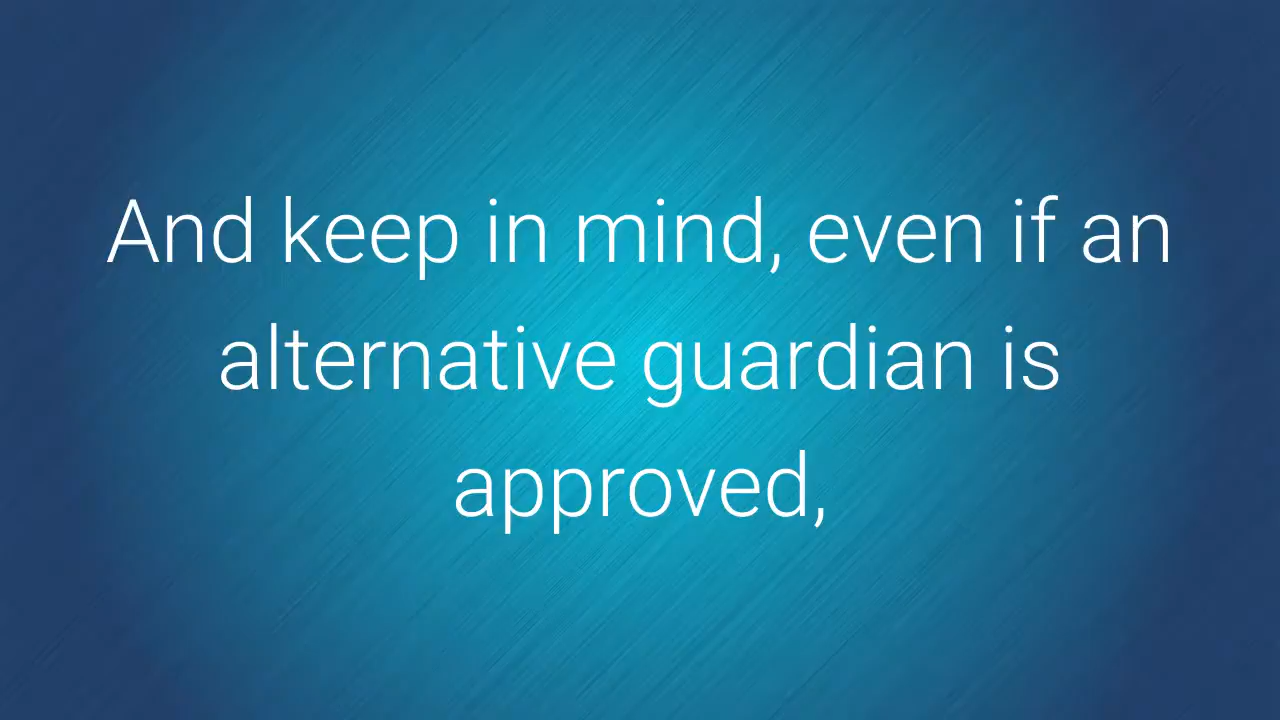 And keep in mind, even if an
alternative guardian is
approved,